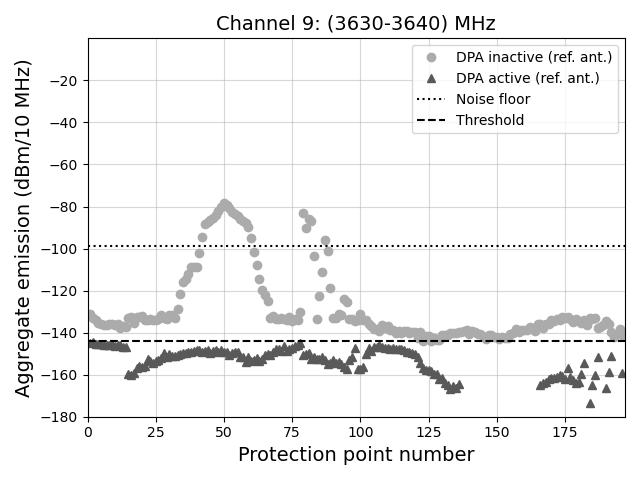 Channel 9: (3630-3640) MHz
DPA inactive (ref. ant.)
DPA active (ref. ant.)
Noise floor
Threshold
Aggregate emission (dBm/10 MHz)
−20
−40
−60
−80
−100
−120
−140
−160
−180
0 25 50 75 100 125 150 175
Protection point number